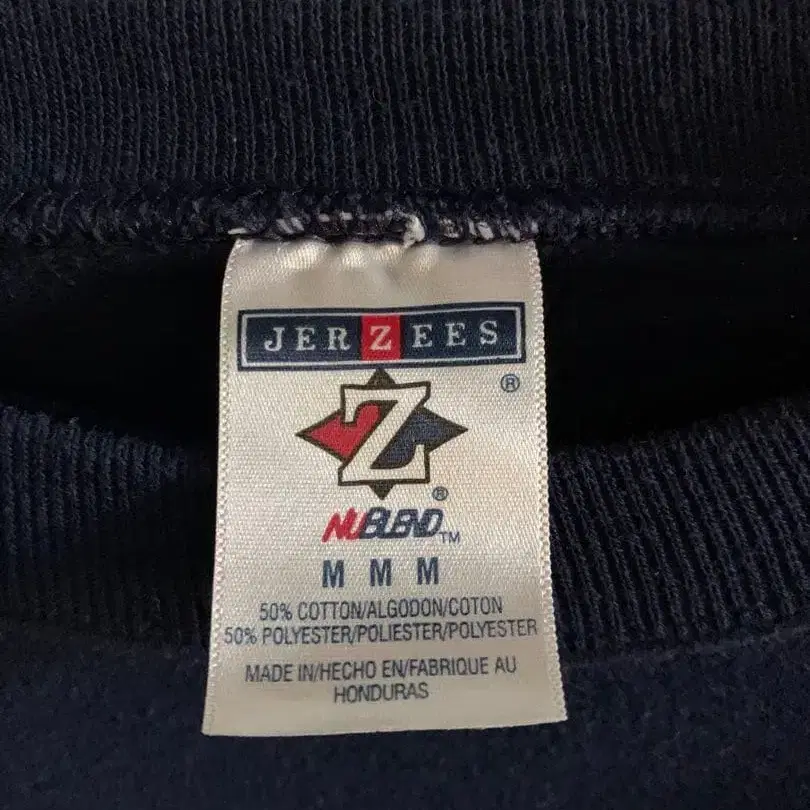 JERZEES
®
Z
®
NUBLEND™
M M M
50% COTTON/ALGODON/COTON
50% POLYESTER/POLIESTER/POLYESTER
MADE IN/HECHO EN/FABRIQUE AU
HONDURAS